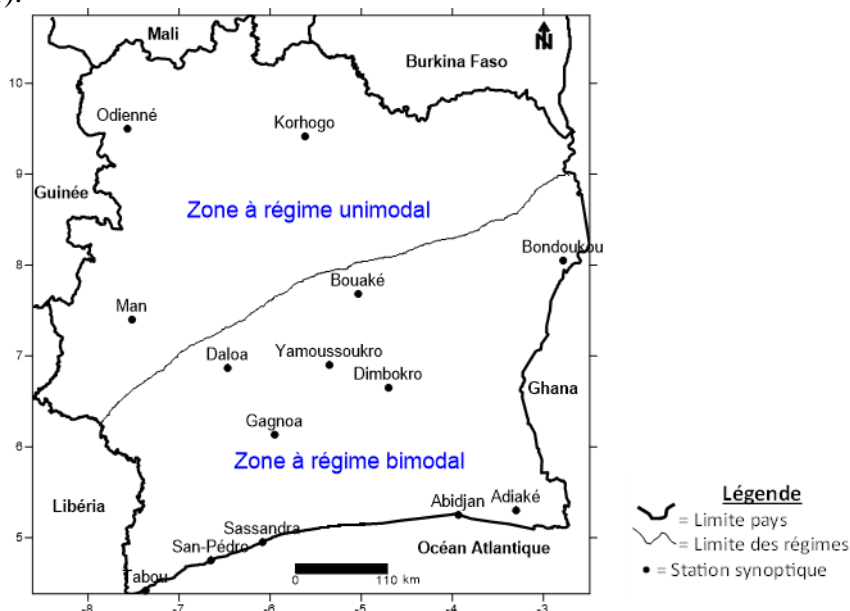 ).
Mali
N
Burkina Faso
10
Odienné
Korhogo
9
Guinée
Zone à régime unimodal
Bondoukou
8
Bouaké
Man
7
Daloa
Yamoussoukro
Dimbokro
Ghana
Gagnoa
6
Zone à régime bimodal
Libéria
Abidjan
Adiaké
Sassandra
5
San-Pédro
Océan Atlantique
Tabou
0
110 km
-8
-7
-6
-5
-4
-3
Légende
= Limite pays
= Limite des régimes
= Station synoptique